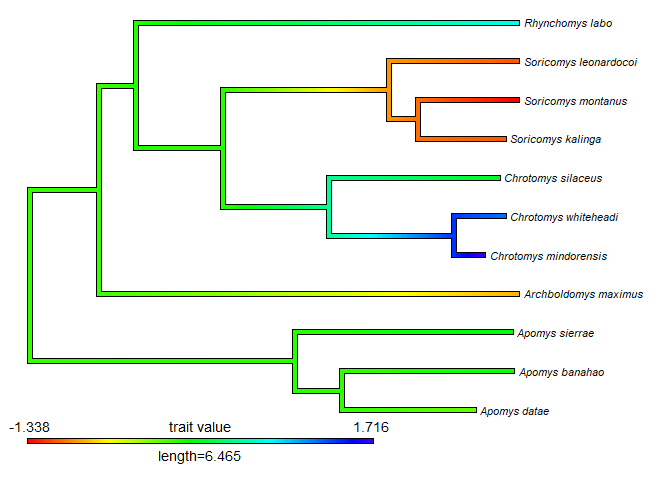 Rhynchomys labo
Soricomys leonardocoi
Soricomys montanus
Soricomys kalinga
Chrotomys silaceus
Chrotomys whiteheadi
Chrotomys mindorensis
Archboldomys maximus
Apomys sierrae
Apomys banahao
Apomys datae
-1.338 trait value 1.716
length=6.465